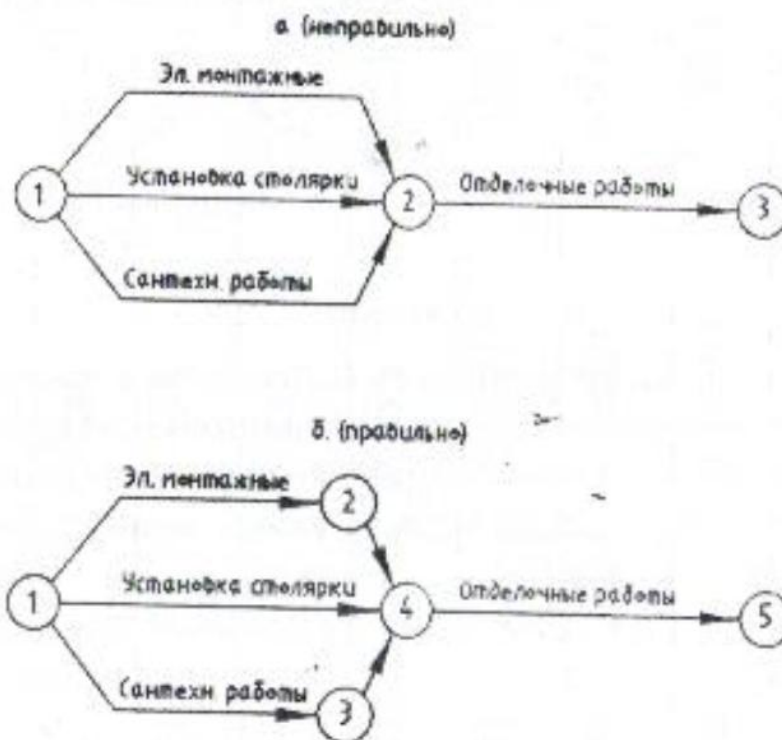 а (неправильно)
Эл. монтажные
Установка столярки
Отделочные работы
1
2
3
Сантехн. работы
б. (правильно)
Эл. монтажные
2
Установка столярки
Отделочные работы
1
4
5
Сантехн работы
3